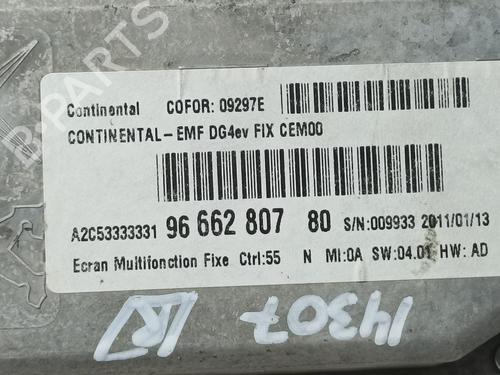 B-PARTS
Continental COFOR: 09297E
CONTINENTAL-EMF DG4ev FIX CEM00
A2C53333331 96 662 807 80 S/N:009933 2011/01/13
Ecran Multifonction Fixe Ctrl:55 N MI:0A SW:04.01 HW: AD
14307